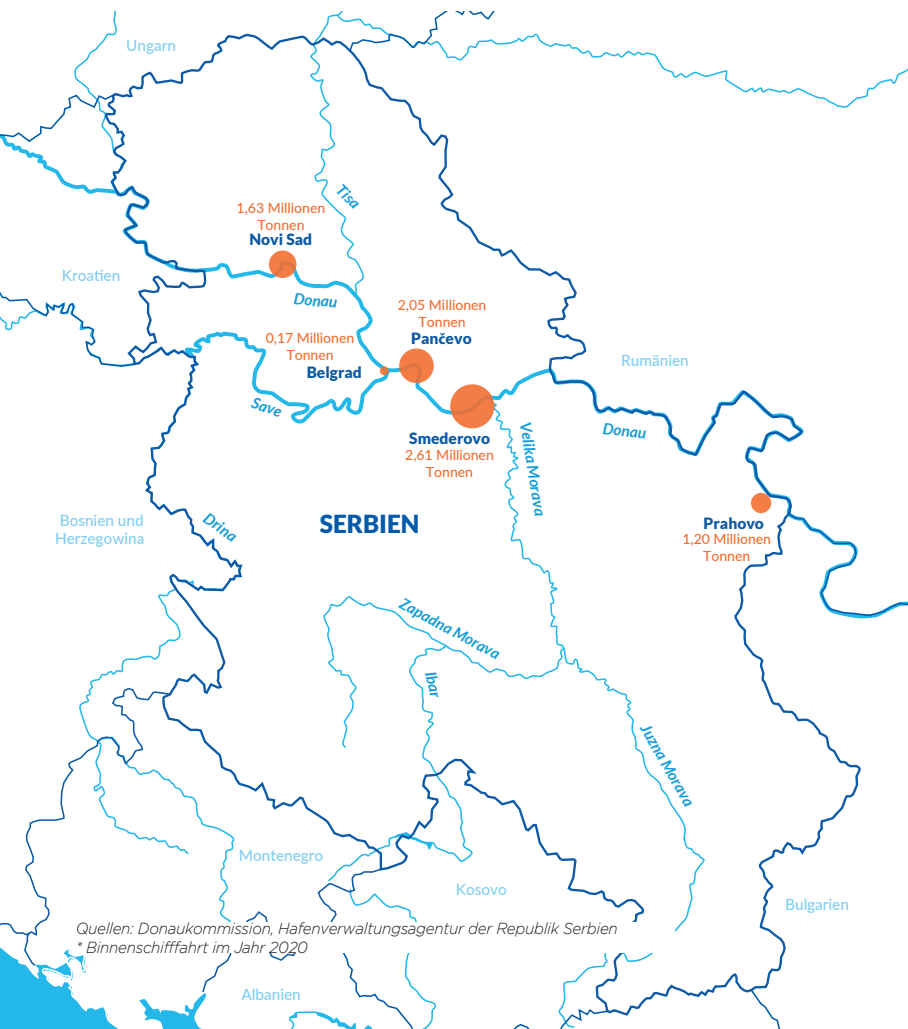 Ungarn
Tisa
1,63 Millionen
Tonnen
Novi Sad
Kroatien
Donau
2,05 Millionen
Tonnen
Pančevo
0,17 Millionen
Tonnen
Belgrad
Rumänien
Save
Donau
Smederovo
2,61 Millionen
Tonnen
Velika Morava
Bosnien und
Herzegowina
Drina
SERBIEN
Prahovo
1,20 Millionen
Tonnen
Zapadna Morava
Ibar
Juzna Morava
Montenegro
Kosovo
Bulgarien
Quellen: Donaukommission, Hafenverwaltungsagentur der Republik Serbien
* Binnenschifffahrt im Jahr 2020
Albanien